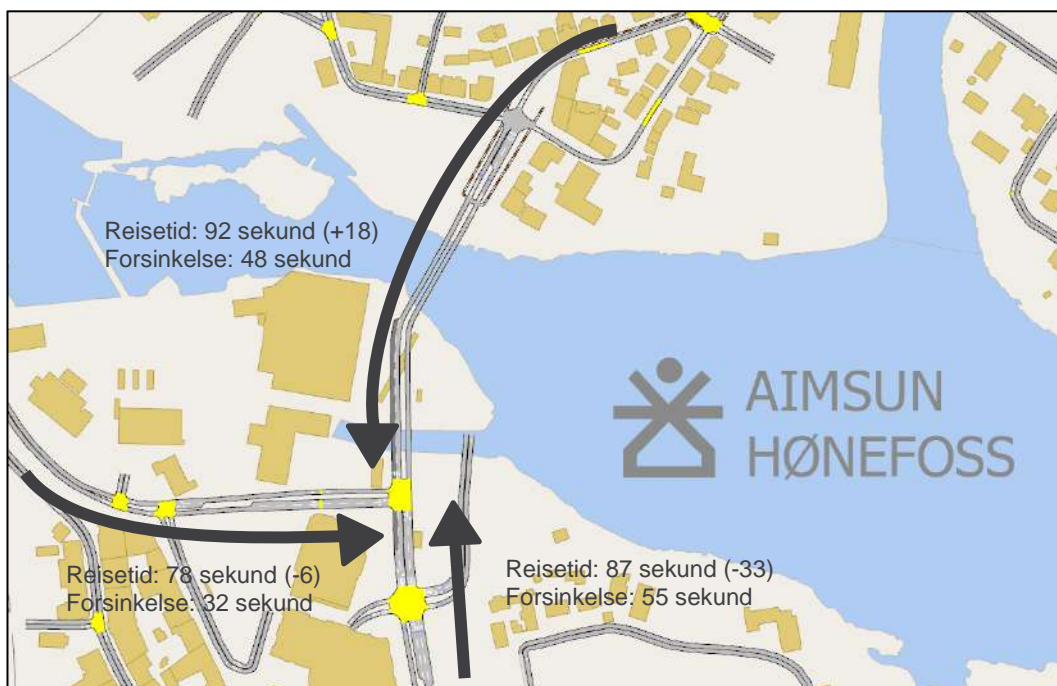 Reisetid: 92 sekund (+18)
Forsinkelse: 48 sekund
AIMSUN
HØNEFOSS
Reisetid: 78 sekund (-6)
Forsinkelse: 32 sekund
Reisetid: 87 sekund (-33)
Forsinkelse: 55 sekund